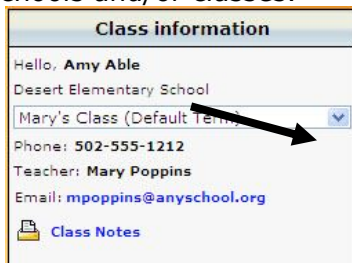 schools and/or classes.
Class information
Hello, Amy Able
Desert Elementary School
Mary's Class (Default Term)
Phone: 502-555-1212
Teacher: Mary Poppins
Email: mpoppins@anyschool.org
Class Notes